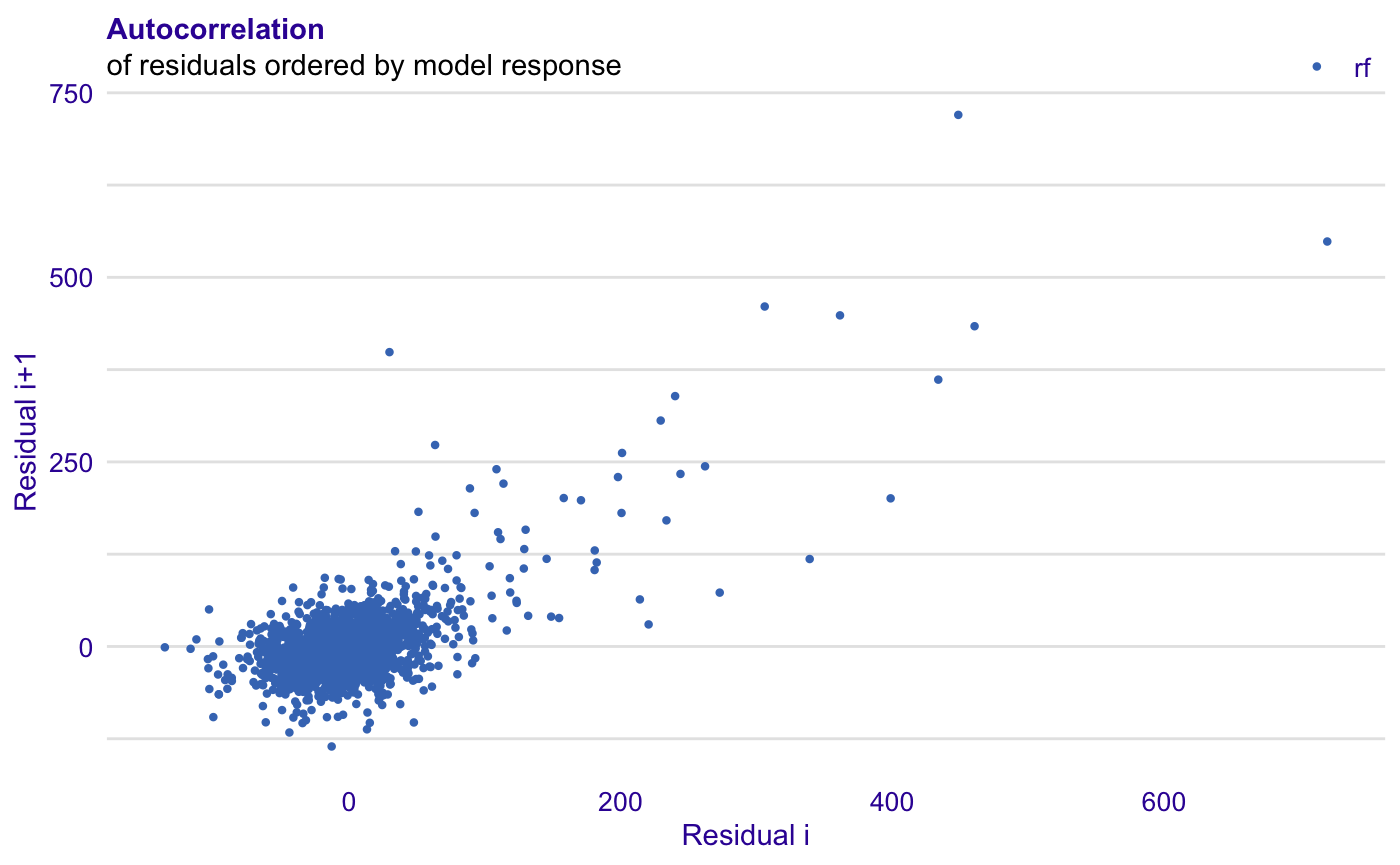 Autocorrelation
of residuals ordered by model response
rf
750
500
250
0
Residual i+1
0 200 400 600
Residual i